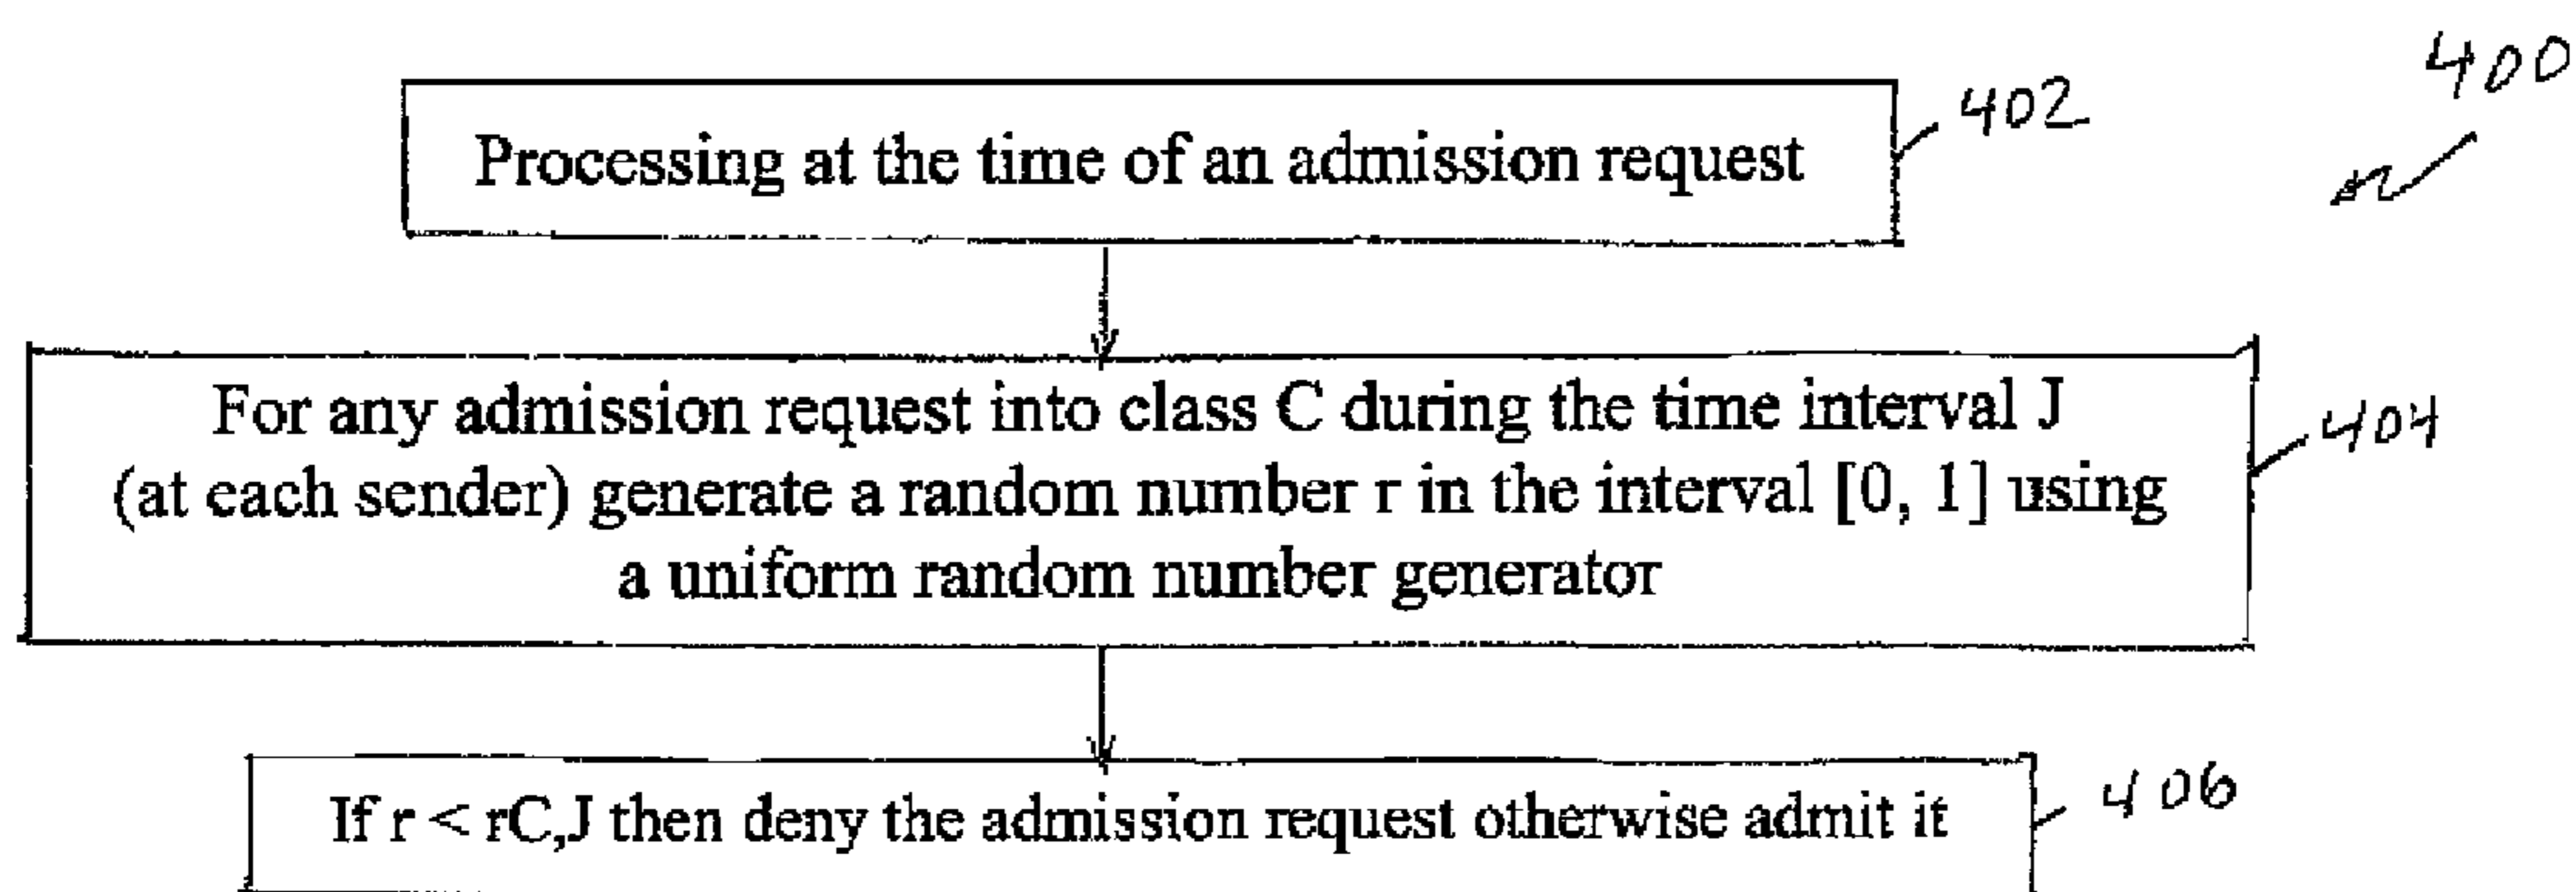 400
402
Processing at the time of an admission request
For any admission request into class C during the time interval J
404
(at each sender) generate a random number r in the interval [0, 1] using
a uniform random number generator
406
If r < rC,J then deny the admission request otherwise admit it